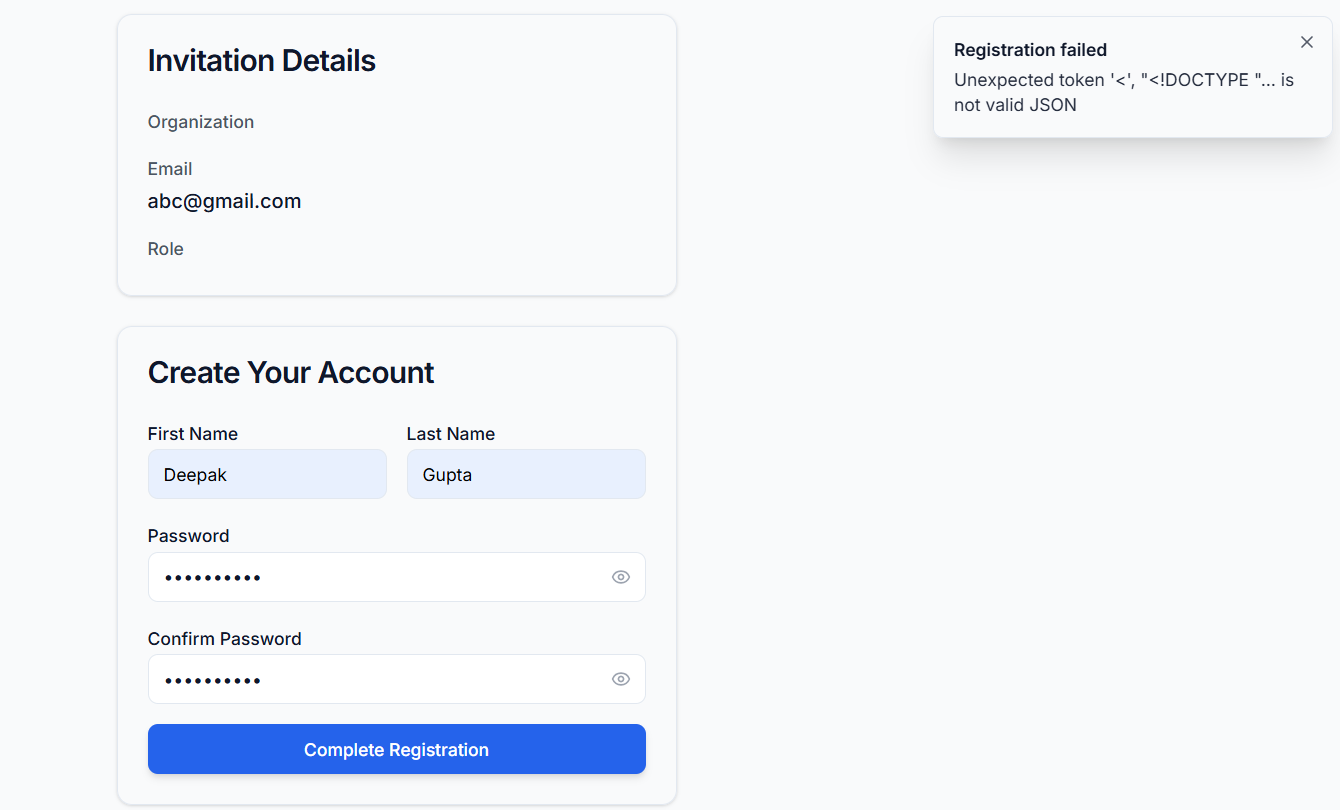 Invitation Details
Organization
Email
abc@gmail.com
Role
Registration failed
Unexpected token '<', "<!DOCTYPE "... is
not valid JSON
Create Your Account
First Name
Last Name
Deepak
Gupta
Password
••••••••••
Confirm Password
••••••••••
Complete Registration